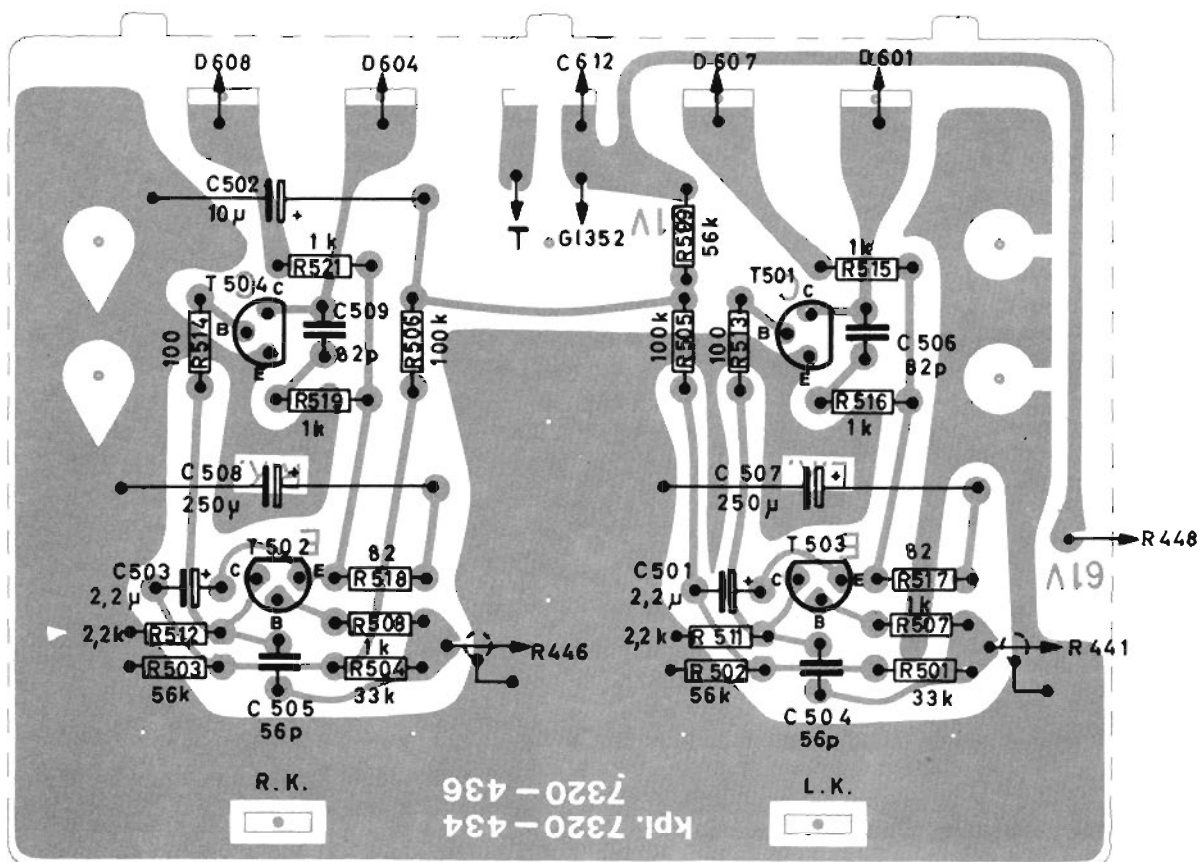 D608 D604 C612 D607 D601
C502
10µ +
1k
R521
T504
C
B
E
C509
82p
R514
100
R506
100k
R519
1k
T
GI352
1V
R509
56k
R505
100k
R513
100
T501
C
B
E
1k
R515
C506
82p
R516
1k
C508
250µ
+
R.K.
C507
250µ
+
L.K.
E
T502
C
E
B
C503
2,2µ
+
82
R518
2,2k
R512
R508
1k
R503
56k
R504
33k
R446
C505
56p
E
T503
C
E
B
C501
2,2µ
+
82
R517
1k
R507
2,2k
R511
R502
56k
R501
33k
R441
C504
56p
R448
61V
R.K.
L.K.
7320-436
kpl. 7320-434